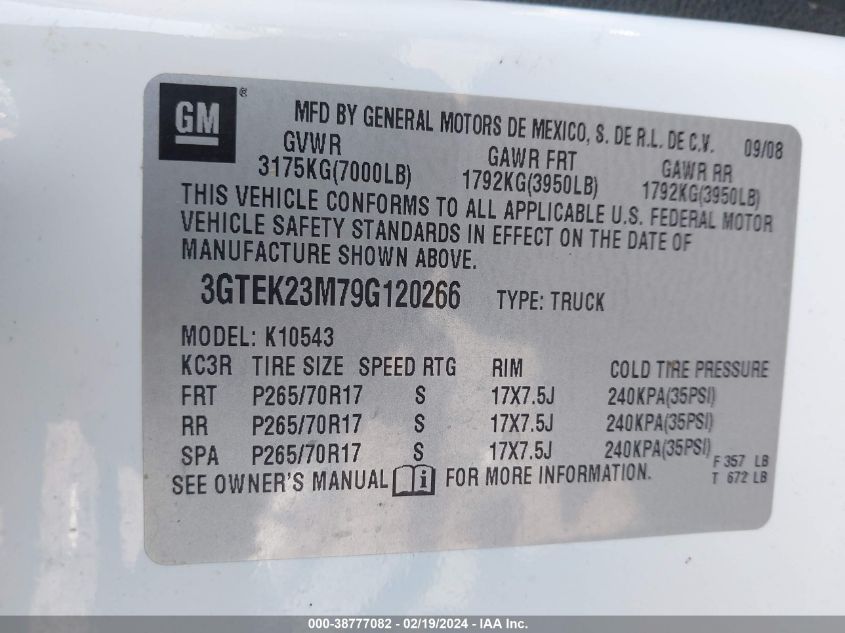 GM®
MFD BY GENERAL MOTORS DE MEXICO, S. DE R.L. DE C.V. 09/08
GVWR GAWR FRT GAWR RR
3175KG(7000LB) 1792KG(3950LB) 1792KG(3950LB)
THIS VEHICLE CONFORMS TO ALL APPLICABLE U.S. FEDERAL MOTOR
VEHICLE SAFETY STANDARDS IN EFFECT ON THE DATE OF
MANUFACTURE SHOWN ABOVE.
3GTEK23M79G120266 TYPE: TRUCK
MODEL: K10543
KC3R TIRE SIZE SPEED RTG RIM COLD TIRE PRESSURE
FRT P265/70R17 S 17X7.5J 240KPA(35PSI)
RR P265/70R17 S 17X7.5J 240KPA(35PSI)
SPA P265/70R17 S 17X7.5J 240KPA(35PSI)
F 357 LB
T 672 LB
SEE OWNER'S MANUAL i FOR MORE INFORMATION.
000-38777082 - 02/19/2024 - IAA Inc.